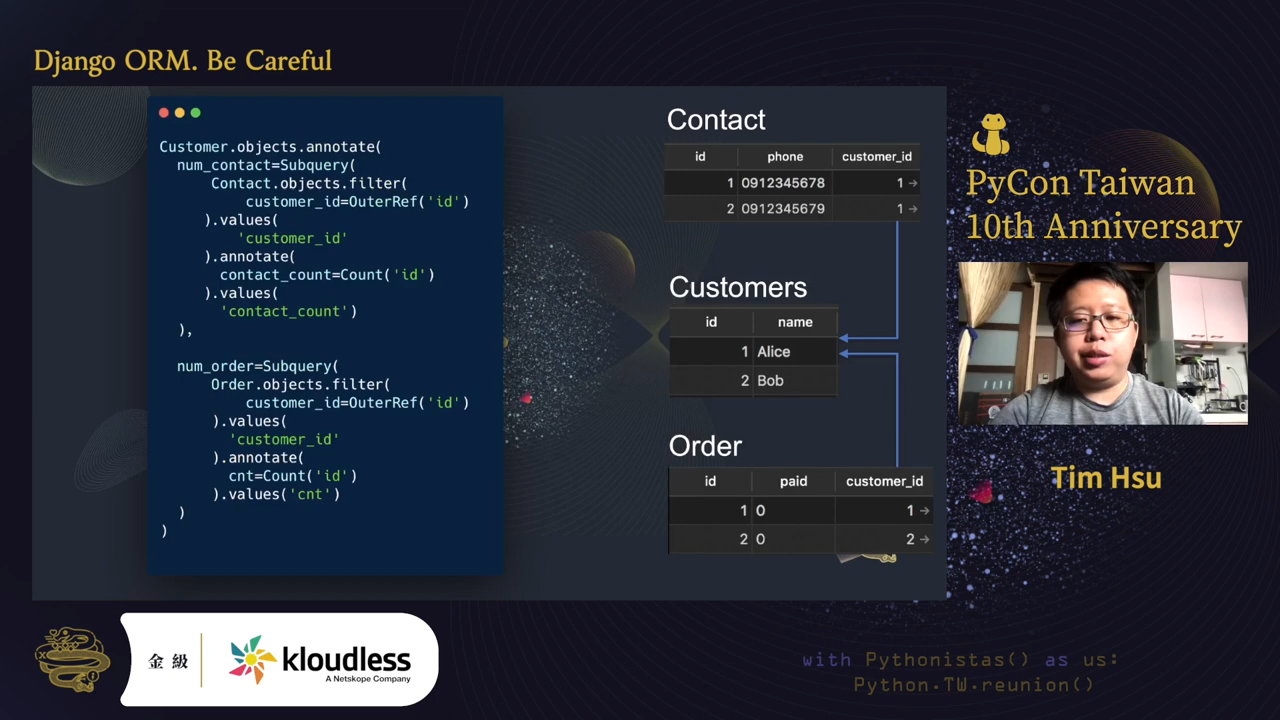 Django ORM. Be Careful
Customer.objects.annotate(
num_contact=Subquery(
Contact.objects.filter(
customer_id=OuterRef('id')
).values(
'customer_id'
).annotate(
contact_count=Count('id')
).values(
'contact_count')
),
num_order=Subquery(
Order.objects.filter(
customer_id=OuterRef('id')
).values(
'customer_id'
).annotate(
cnt=Count('id')
).values('cnt')
)
)
Contact
id phone customer_id
1 0912345678 1 →
2 0912345679 1 →
Customers
id name
1 Alice
2 Bob
Order
id paid customer_id
1 0 1 →
2 0 2 →
PyCon Taiwan
10th Anniversary
Tim Hsu
金級
kloudless
A Netskope Company
with Pythonistas() as us:
Python.TW.reunion()